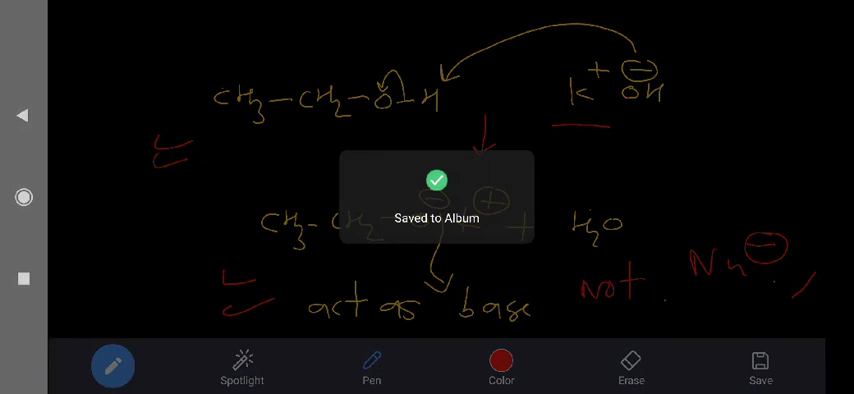 CH3-CH2-O-H K+ ⊖OH
Saved to Album
CH3-CH2-O⊖ K⊕ + H2O
act as base Not Nu⊖
Spotlight Pen Color Erase Save